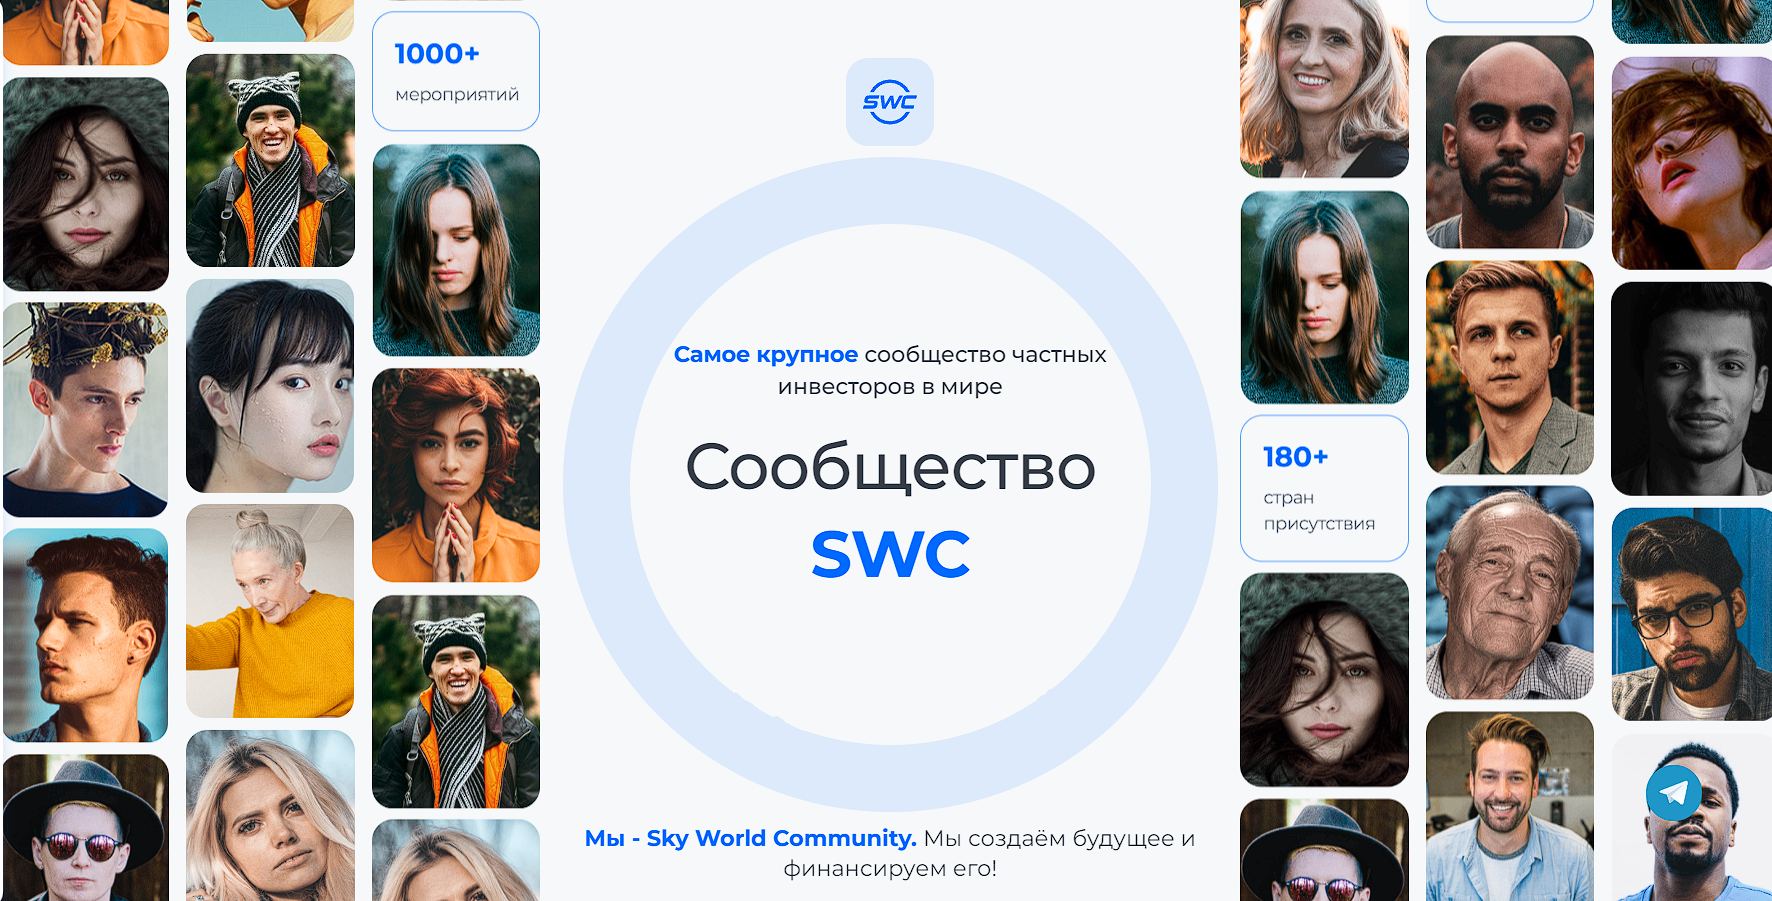 1000+
мероприятий
SWC
Самое крупное сообщество частных
инвесторов в мире
Сообщество
SWC
Мы - Sky World Community. Мы создаём будущее и
финансируем его!
180+
стран
присутствия